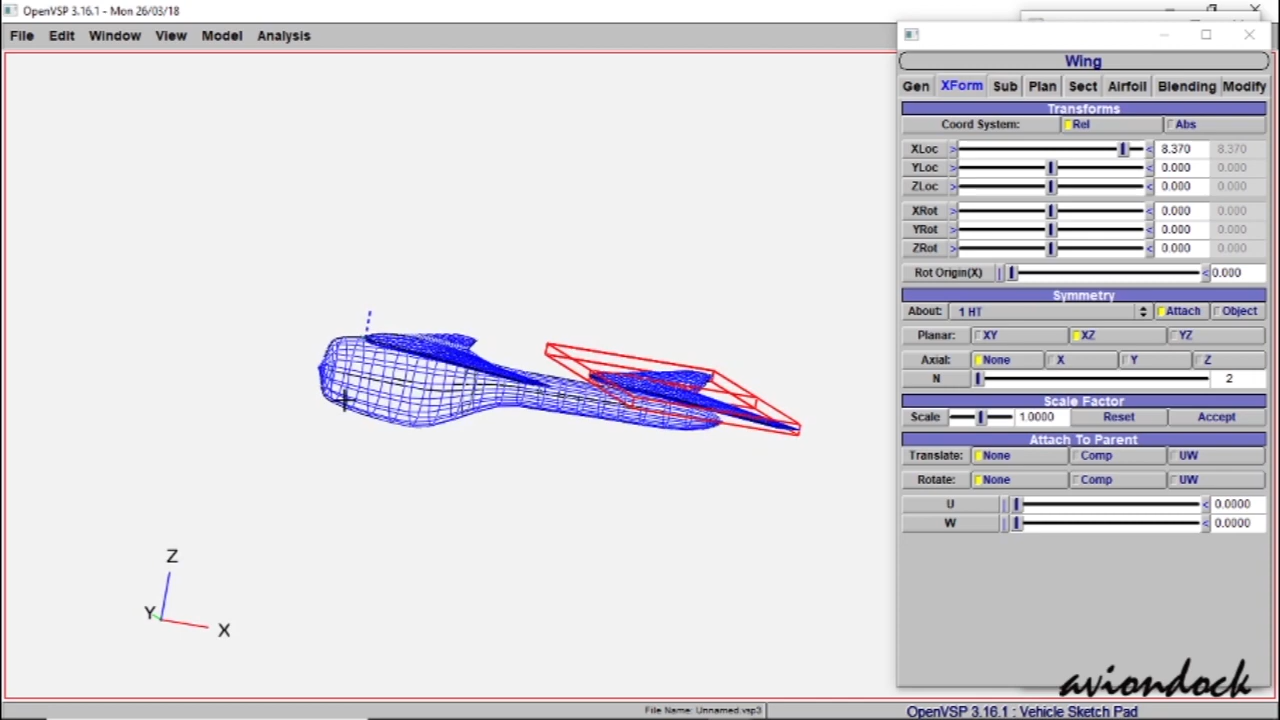 OpenVSP 3.16.1 - Mon 26/03/18
File Edit Window View Model Analysis
Wing
Gen XForm Sub Plan Sect Airfoil Blending Modify
Transforms
Coord System: Rel Abs
XLoc > < 8.370 8.370
YLoc > < 0.000 0.000
ZLoc > < 0.000 0.000
XRot > < 0.000 0.000
YRot > < 0.000 0.000
ZRot > < 0.000 0.000
Rot Origin(X) | < 0.000
Symmetry
About: 1 HT Attach Object
Planar: XY XZ YZ
Axial: None X Y Z
N 2
Scale Factor
Scale 1.0000 Reset Accept
Attach To Parent
Translate: None Comp UW
Rotate: None Comp UW
U | < 0.0000
W | < 0.0000
Z
Y
X
aviondock
File Name: Unnamed.vsp3
OpenVSP 3.16.1 : Vehicle Sketch Pad